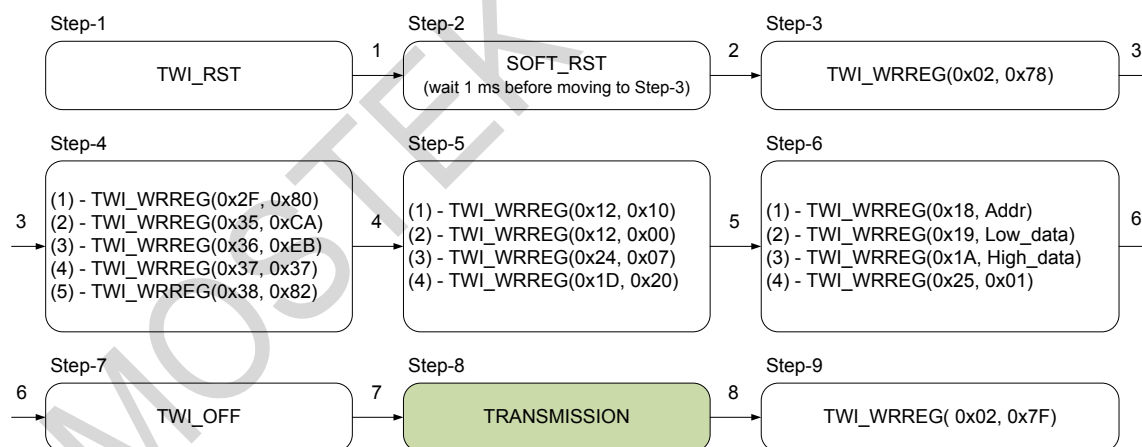 Step-1
Step-2
Step-3
TWI_RST
1
SOFT_RST
(wait 1 ms before moving to Step-3)
2
TWI_WRREG(0x02, 0x78)
3
Step-4
Step-5
Step-6
3
(1) - TWI_WRREG(0x2F, 0x80)
(2) - TWI_WRREG(0x35, 0xCA)
(3) - TWI_WRREG(0x36, 0xEB)
(4) - TWI_WRREG(0x37, 0x37)
(5) - TWI_WRREG(0x38, 0x82)
4
(1) - TWI_WRREG(0x12, 0x10)
(2) - TWI_WRREG(0x12, 0x00)
(3) - TWI_WRREG(0x24, 0x07)
(4) - TWI_WRREG(0x1D, 0x20)
5
(1) - TWI_WRREG(0x18, Addr)
(2) - TWI_WRREG(0x19, Low_data)
(3) - TWI_WRREG(0x1A, High_data)
(4) - TWI_WRREG(0x25, 0x01)
6
Step-7
Step-8
Step-9
6
TWI_OFF
7
TRANSMISSION
8
TWI_WRREG( 0x02, 0x7F)
MOSTEK